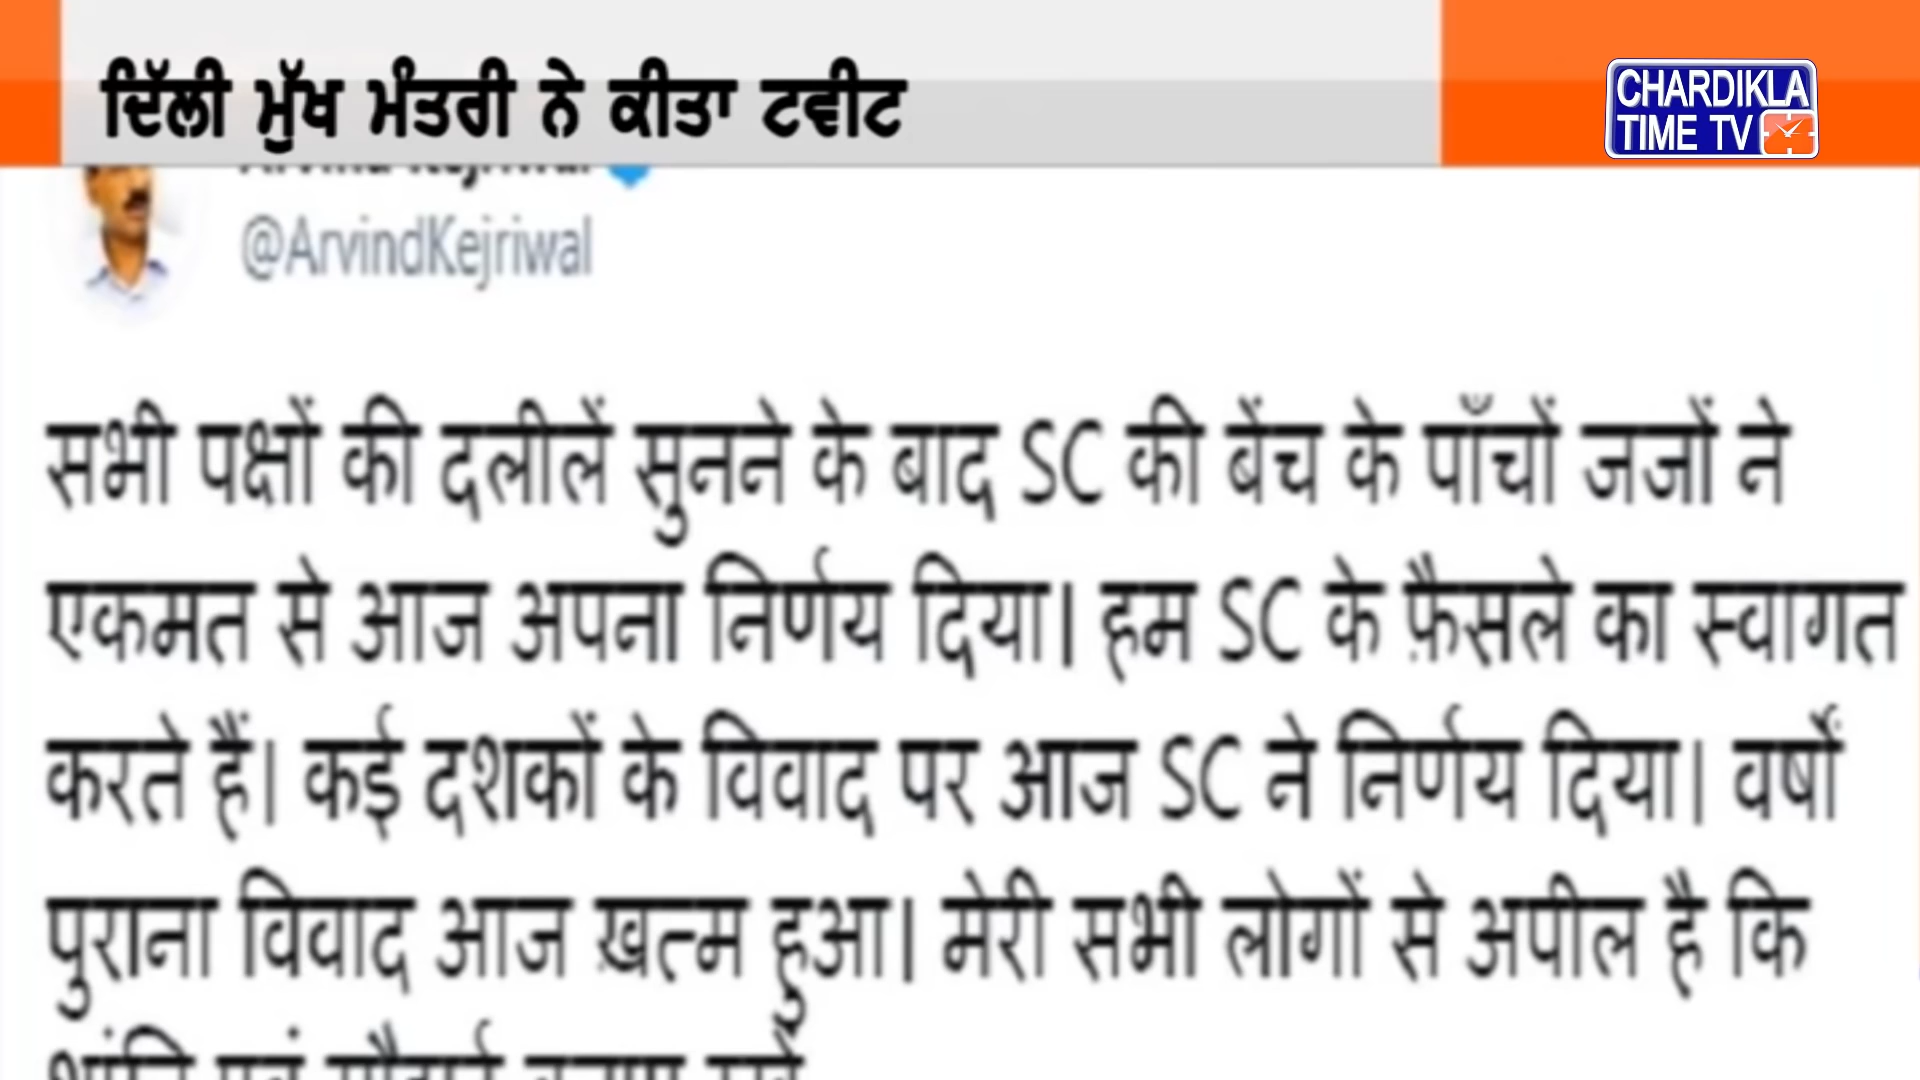 ਦਿੱਲੀ ਮੁੱਖ ਮੰਤਰੀ ਨੇ ਕੀਤਾ ਟਵੀਟ
CHARDIKLA
TIME TV
@ArvindKejriwal
सभी पक्षों की दलीलें सुनने के बाद SC की बेंच के पाँचों जजों ने
एकमत से आज अपना निर्णय दिया। हम SC के फ़ैसले का स्वागत
करते हैं। कई दशकों के विवाद पर आज SC ने निर्णय दिया। वर्षों
पुराना विवाद आज ख़त्म हुआ। मेरी सभी लोगों से अपील है कि